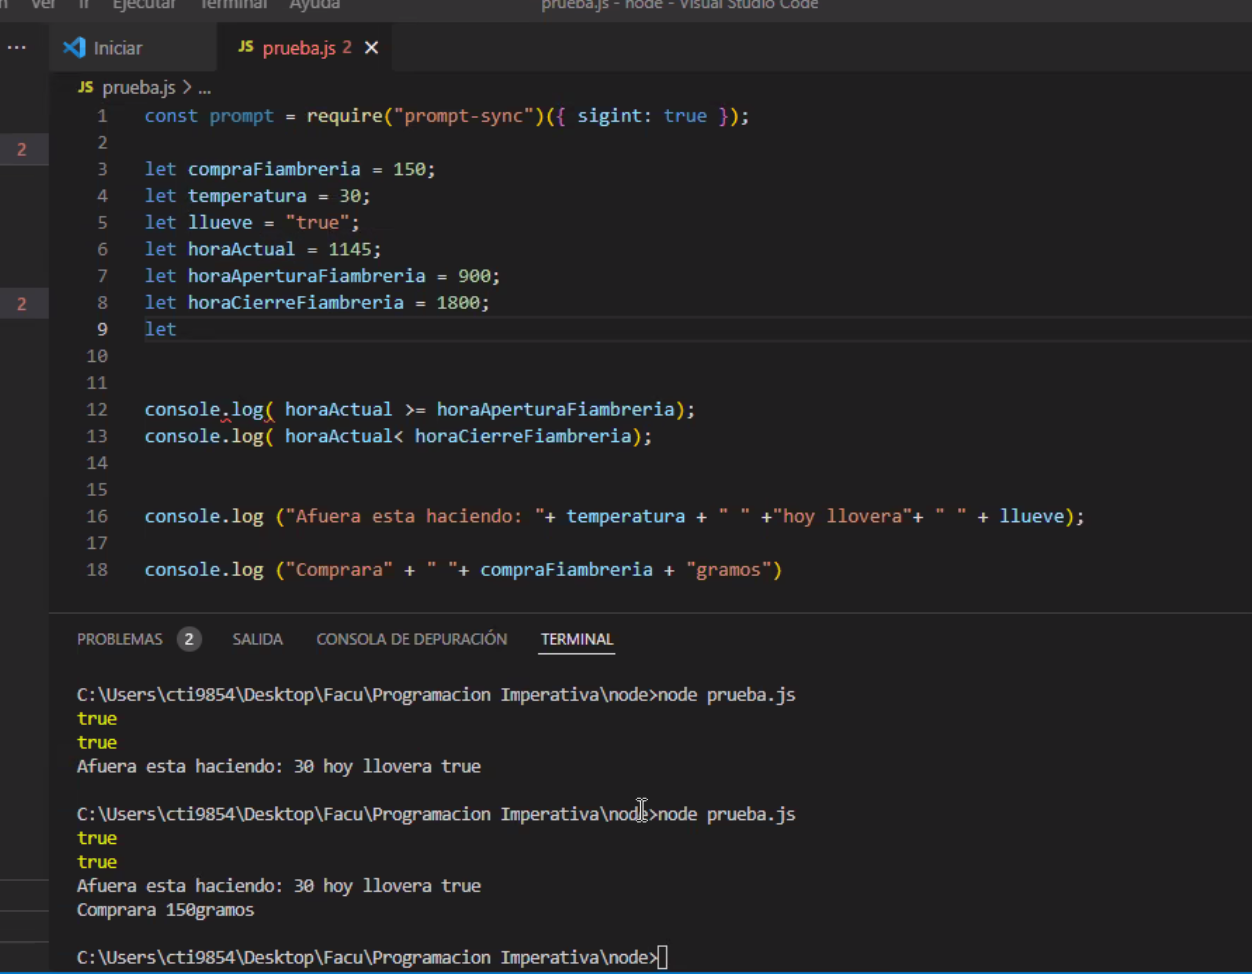 Ver Ir Ejecutar Terminal Ayuda prueba.js - node - Visual Studio Code
... Iniciar JS prueba.js 2 ×
JS prueba.js > ...
1 const prompt = require("prompt-sync")({ sigint: true });
2
2
3 let compraFiambreria = 150;
4 let temperatura = 30;
5 let llueve = "true";
6 let horaActual = 1145;
7 let horaAperturaFiambreria = 900;
2
8 let horaCierreFiambreria = 1800;
9 let
10
11
12 console.log( horaActual >= horaAperturaFiambreria);
13 console.log( horaActual< horaCierreFiambreria);
14
15
16 console.log ("Afuera esta haciendo: "+ temperatura + " " +"hoy llovera"+ " " + llueve);
17
18 console.log ("Comprara" + " "+ compraFiambreria + "gramos")
PROBLEMAS 2 SALIDA CONSOLA DE DEPURACIÓN TERMINAL
C:\Users\cti9854\Desktop\Facu\Programacion Imperativa\node>node prueba.js
true
true
Afuera esta haciendo: 30 hoy llovera true
C:\Users\cti9854\Desktop\Facu\Programacion Imperativa\node>node prueba.js
true
true
Afuera esta haciendo: 30 hoy llovera true
Comprara 150gramos
C:\Users\cti9854\Desktop\Facu\Programacion Imperativa\node>